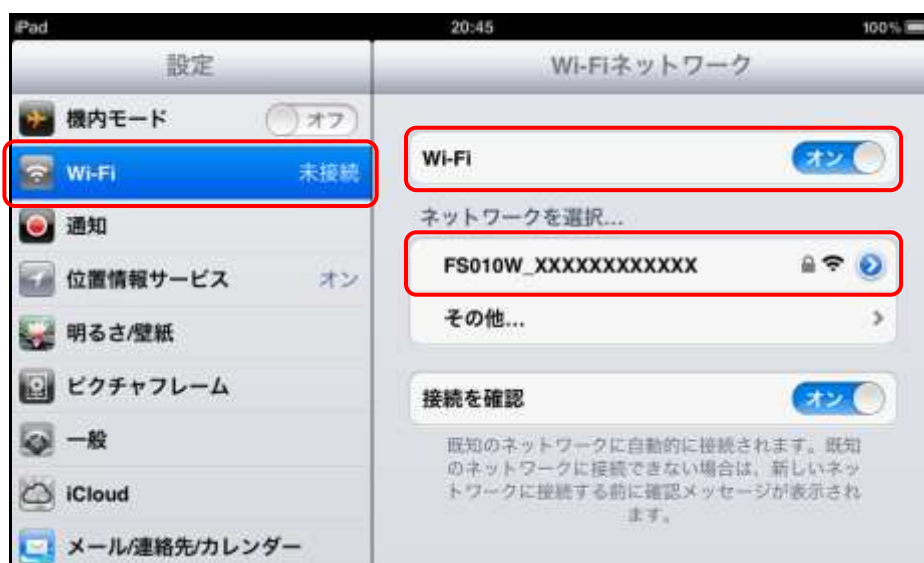 iPad 20:45 100%
設定
機内モード オフ
Wi-Fi 未接続
通知
位置情報サービス オン
明るさ/壁紙
ピクチャフレーム
一般
iCloud
メール/連絡先/カレンダー
Wi-Fiネットワーク
Wi-Fi オン
ネットワークを選択...
FS010W_XXXXXXXXXXXX
その他...
接続を確認 オン
既知のネットワークに自動的に接続されます。既知
のネットワークに接続できない場合は、新しいネッ
トワークに接続する前に確認メッセージが表示され
ます。